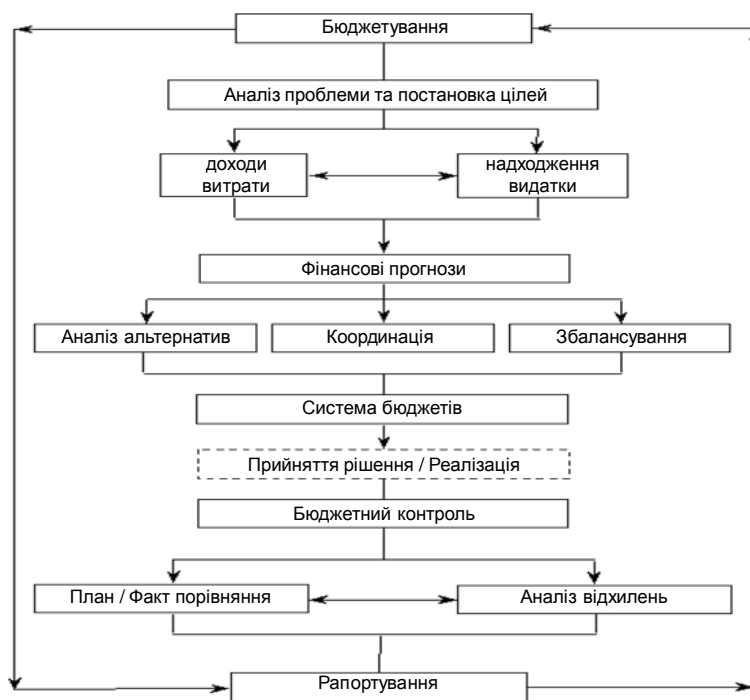 Бюджетування
Аналіз проблеми та постановка цілей
доходи
витрати
надходження
видатки
Фінансові прогнози
Аналіз альтернатив
Координація
Збалансування
Система бюджетів
Прийняття рішення / Реалізація
Бюджетний контроль
План / Факт порівняння
Аналіз відхилень
Рапортування